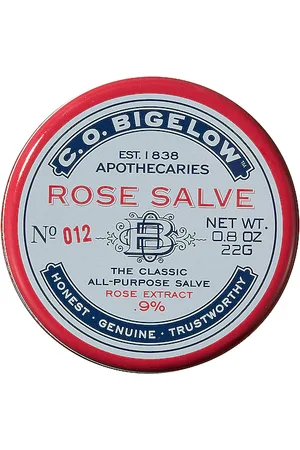 C.O. BIGELOW™
EST. 1838
APOTHECARIES
ROSE SALVE
Nº 012
NET WT.
0.8 OZ
22G
THE CLASSIC
ALL-PURPOSE SALVE
ROSE EXTRACT
.9%
HONEST · GENUINE · TRUSTWORTHY